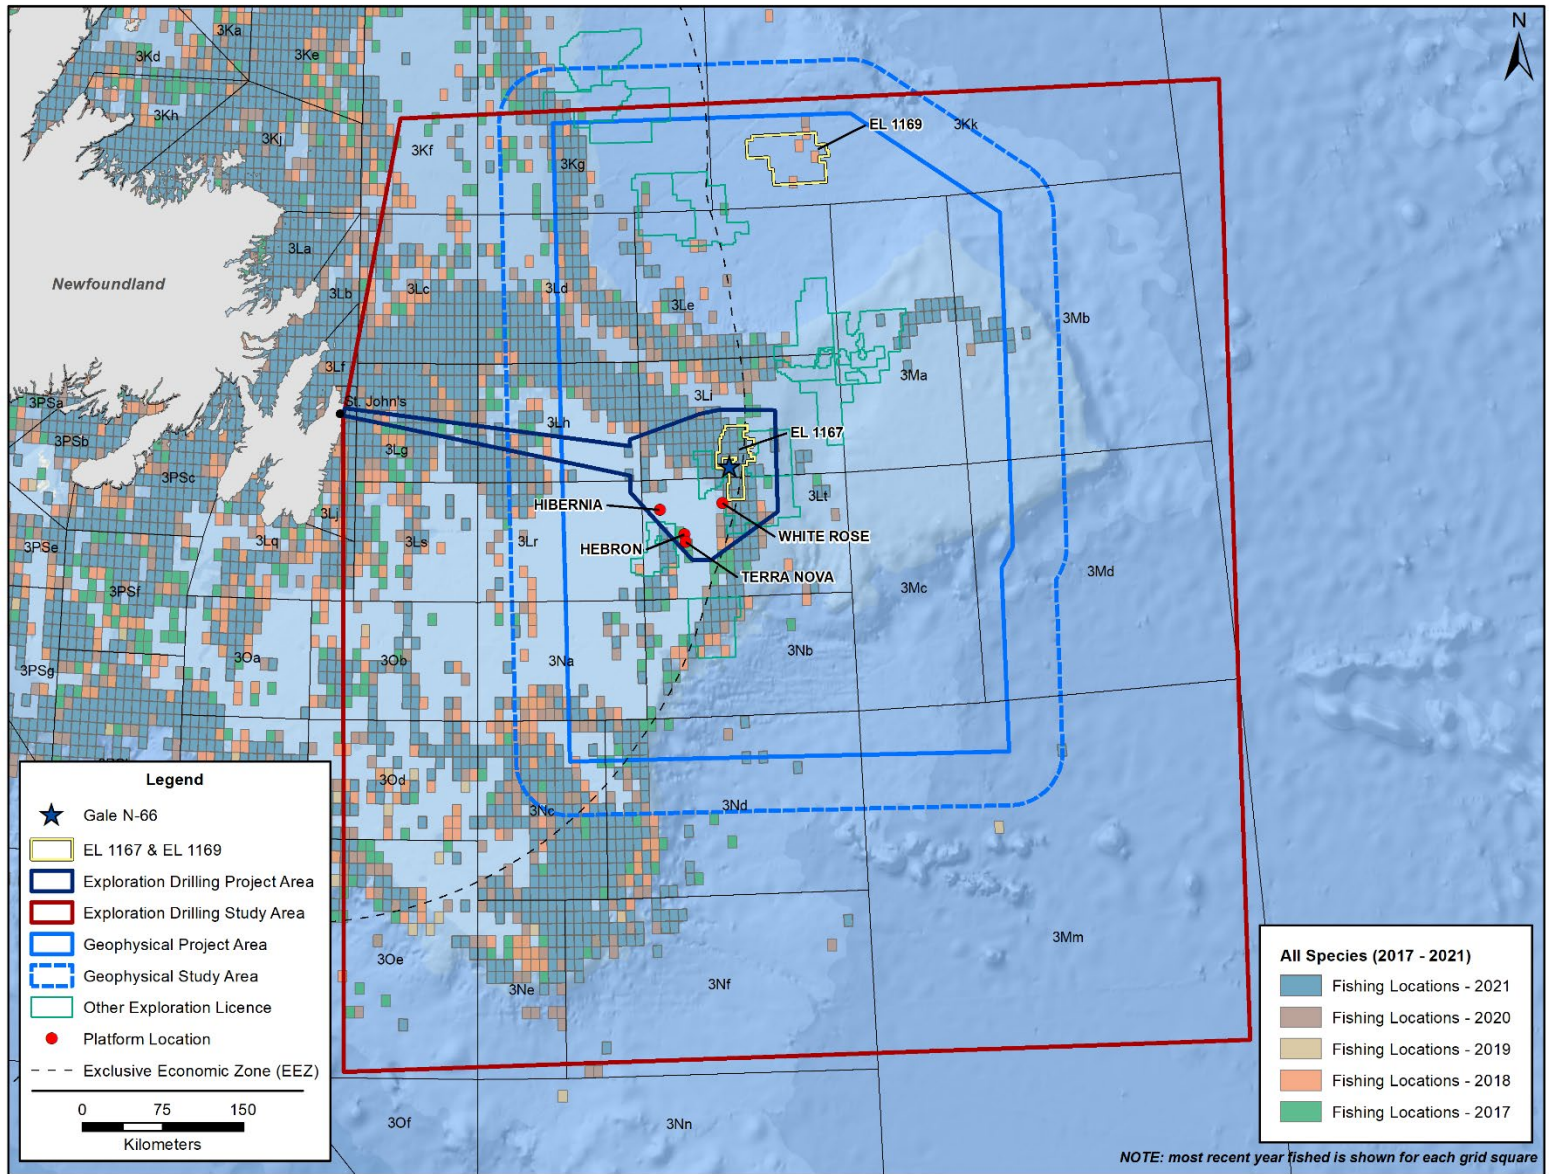 N
3Ka
3Kd
3Ke
3Kh
3Kj
3Kf
3Kg
EL 1169
3Kk
3La
Newfoundland
3Lb
3Lc
3Ld
3Le
3Mb
3Lf
3Ma
3PSa
St. John's
3Li
3PSb
3Lh
EL 1167
3Lg
3PSc
3Lt
HIBERNIA
3Lj
WHITE ROSE
3PSe
3Lq
3Ls
3Lr
HEBRON
TERRA NOVA
3Md
3Mc
3PSf
3Oa
3Ob
3Na
3Nb
3PSg
3Od
3Nc
3Nd
3Mm
3Oe
3Ne
3Nf
3Of
3Nn
Legend
Gale N-66
EL 1167 & EL 1169
Exploration Drilling Project Area
Exploration Drilling Study Area
Geophysical Project Area
Geophysical Study Area
Other Exploration Licence
Platform Location
Exclusive Economic Zone (EEZ)
0 75 150
Kilometers
All Species (2017 - 2021)
Fishing Locations - 2021
Fishing Locations - 2020
Fishing Locations - 2019
Fishing Locations - 2018
Fishing Locations - 2017
NOTE: most recent year fished is shown for each grid square